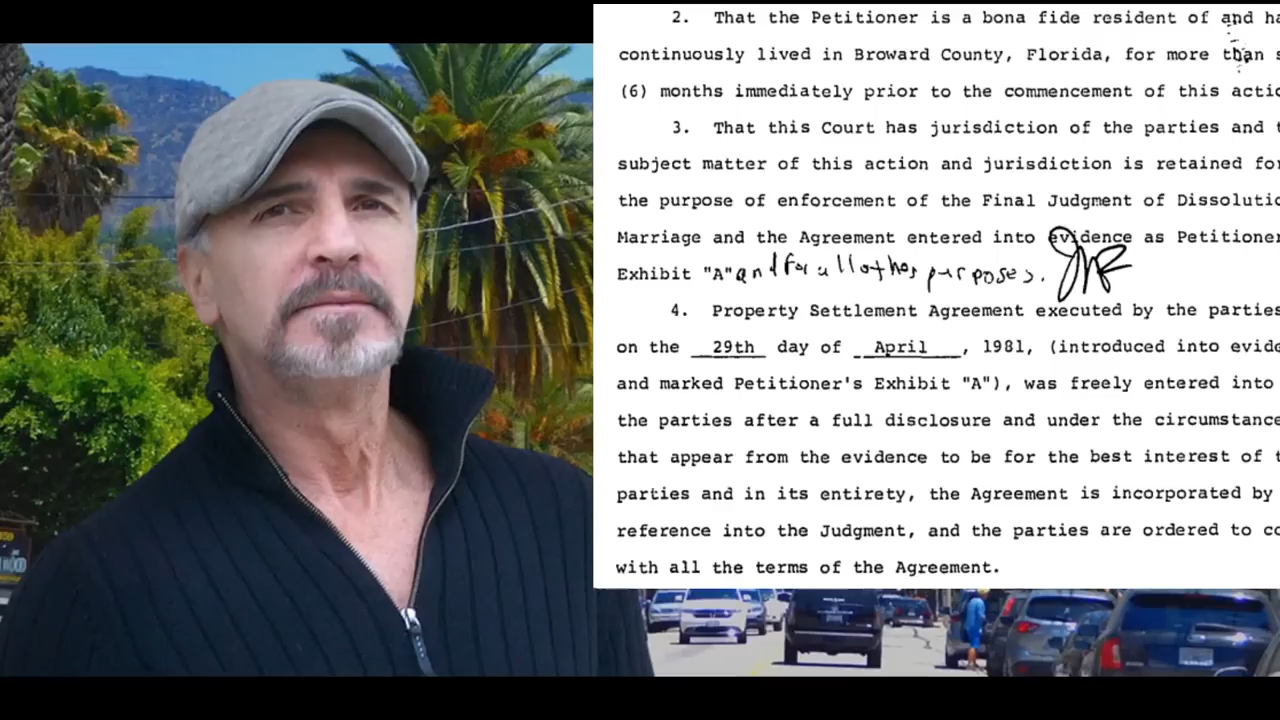 2. That the Petitioner is a bona fide resident of and ha
continuously lived in Broward County, Florida, for more than s
(6) months immediately prior to the commencement of this actio
3. That this Court has jurisdiction of the parties and t
subject matter of this action and jurisdiction is retained for
the purpose of enforcement of the Final Judgment of Dissolutio
Marriage and the Agreement entered into evidence as Petitioner
Exhibit "A" and for all other purposes.
4. Property Settlement Agreement executed by the parties
on the 29th day of April, 1981, (introduced into evide
and marked Petitioner's Exhibit "A"), was freely entered into
the parties after a full disclosure and under the circumstance
that appear from the evidence to be for the best interest of t
parties and in its entirety, the Agreement is incorporated by
reference into the Judgment, and the parties are ordered to co
with all the terms of the Agreement.